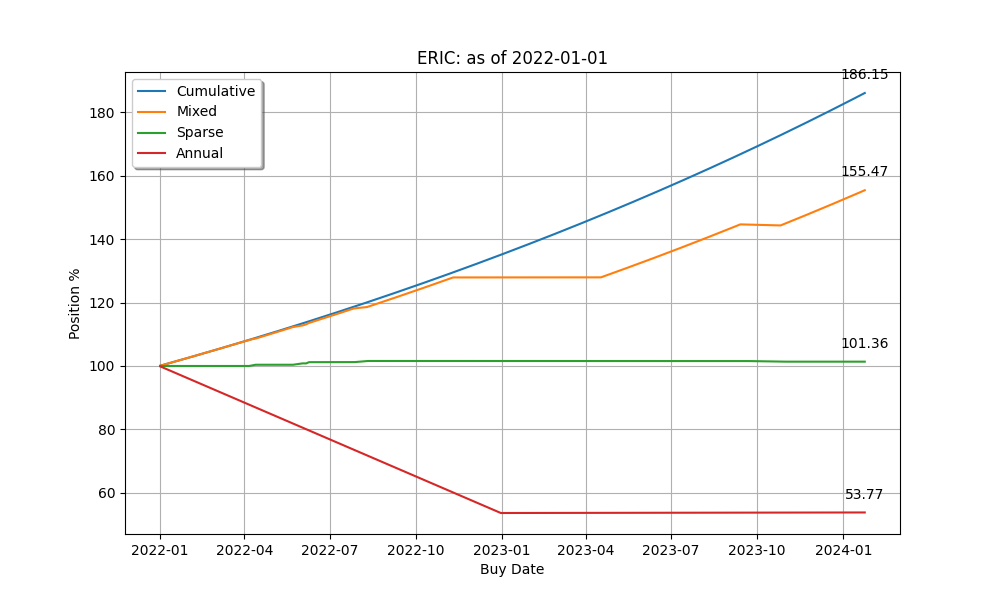 ERIC: as of 2022-01-01
186.15
Cumulative
Mixed
Sparse
Annual
180
160
140
120
100
80
60
155.47
101.36
53.77
Position %
2022-01
2022-04
2022-07
2022-10
2023-01
2023-04
2023-07
2023-10
2024-01
Buy Date